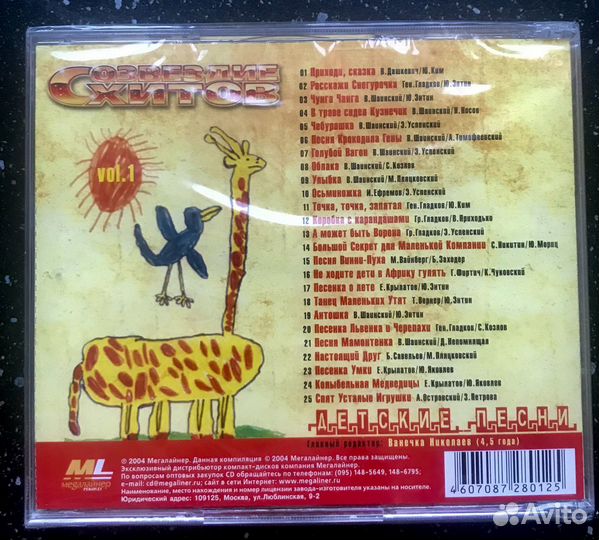 СОЗВЕЗДИЕ
ХИТОВ
vol. 1
01 Приходи, сказка В.Дашкевич/Ю.Ким
02 Расскажи Снегурочка Ген.Гладков/Ю.Энтин
03 Чунга Чанга В.Шаинский/Ю.Энтин
04 В траве сидел Кузнечик В.Шаинский/Н.Носов
05 Чебурашка В.Шаинский/Э.Успенский
06 Песня Крокодила Гены В.Шаинский/А.Тимофеевский
07 Голубой Вагон В.Шаинский/Э.Успенский
08 Облака В.Шаинский/С.Козлов
09 Улыбка В.Шаинский/М.Пляцковский
10 Осьминожка И.Ефремов/Э.Успенский
11 Точка, точка, запятая Ген.Гладков/Ю.Ким
12 Коробка с карандашами Гр.Гладков/В.Приходько
13 А может быть Ворона Гр.Гладков/Э.Успенский
14 Большой Секрет для Маленькой Компании С.Никитин/Ю.Мориц
15 Песня Винни-Пуха М.Вайнберг/Б.Заходер
16 Не ходите дети в Африку гулять Г.Фиртич/К.Чуковский
17 Песенка о лете Е.Крылатов/Ю.Энтин
18 Танец Маленьких Утят Т.Вернер/Ю.Энтин
19 Антошка В.Шаинский/Ю.Энтин
20 Песенка Львенка и Черепахи Ген.Гладков/С.Козлов
21 Песня Мамонтенка В.Шаинский/Д.Непомнящая
22 Настоящий Друг Б.Савельев/М.Пляцковский
23 Песенка Умки Е.Крылатов/Ю.Яковлев
24 Колыбельная Медведицы Е.Крылатов/Ю.Яковлев
25 Спят Усталые Игрушки А.Островский/З.Петрова
ДЕТСКИЕ ПЕСНИ
Главный редактор: Ванечка Николаев (4,5 года)
ML
мегалайнер
рекордз
© 2004 Мегалайнер. Данная компиляция © 2004 Мегалайнер. Все права защищены.
Эксклюзивный дистрибьютор компакт-дисков компания Мегалайнер.
По вопросам оптовых закупок CD обращайтесь по телефонам: (095) 148-5649, 148-6795;
e-mail: cd@megaliner.ru; сайт в сети Интернет: www.megaliner.ru.
Наименование, место нахождения и номер лицензии завода-изготовителя указаны на носителе.
Юридический адрес: 109125, Москва, ул.Люблинская, 9-2
4 607087 280125
Avito